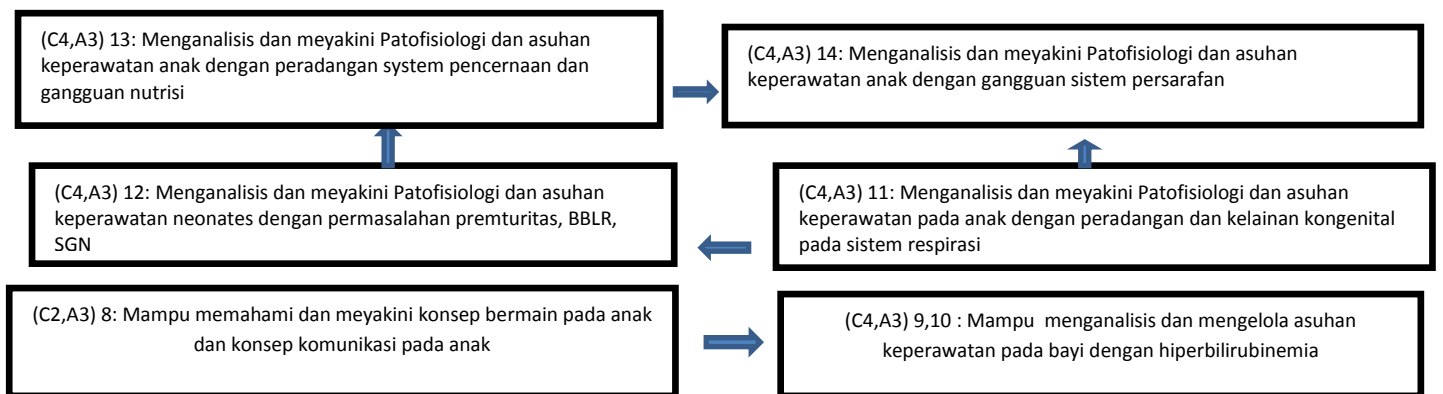 (C4,A3) 13: Menganalisis dan meyakini Patofisiologi dan asuhan
keperawatan anak dengan peradangan system pencernaan dan
gangguan nutrisi
(C4,A3) 14: Menganalisis dan meyakini Patofisiologi dan asuhan
keperawatan anak dengan gangguan sistem persarafan
(C4,A3) 12: Menganalisis dan meyakini Patofisiologi dan asuhan
keperawatan neonates dengan permasalahan premturitas, BBLR,
SGN
(C4,A3) 11: Menganalisis dan meyakini Patofisiologi dan asuhan
keperawatan pada anak dengan peradangan dan kelainan kongenital
pada sistem respirasi
(C2,A3) 8: Mampu memahami dan meyakini konsep bermain pada anak
dan konsep komunikasi pada anak
(C4,A3) 9,10 : Mampu menganalisis dan mengelola asuhan
keperawatan pada bayi dengan hiperbilirubinemia